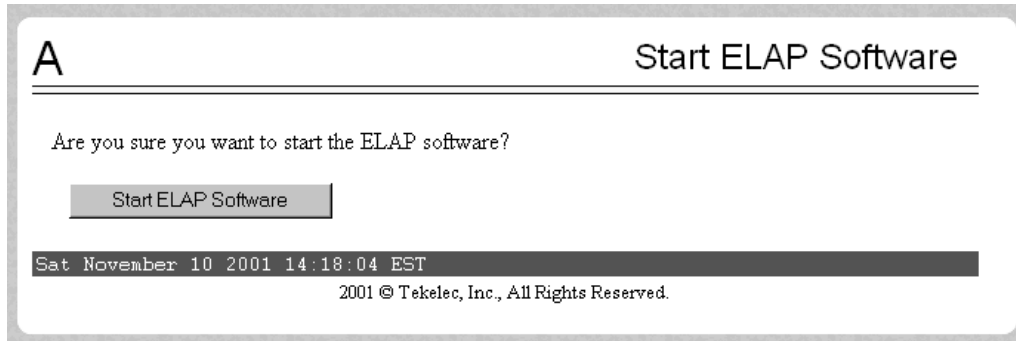 A
Start ELAP Software
Are you sure you want to start the ELAP software?
Start ELAP Software
Sat November 10 2001 14:18:04 EST
2001 © Tekelec, Inc., All Rights Reserved.